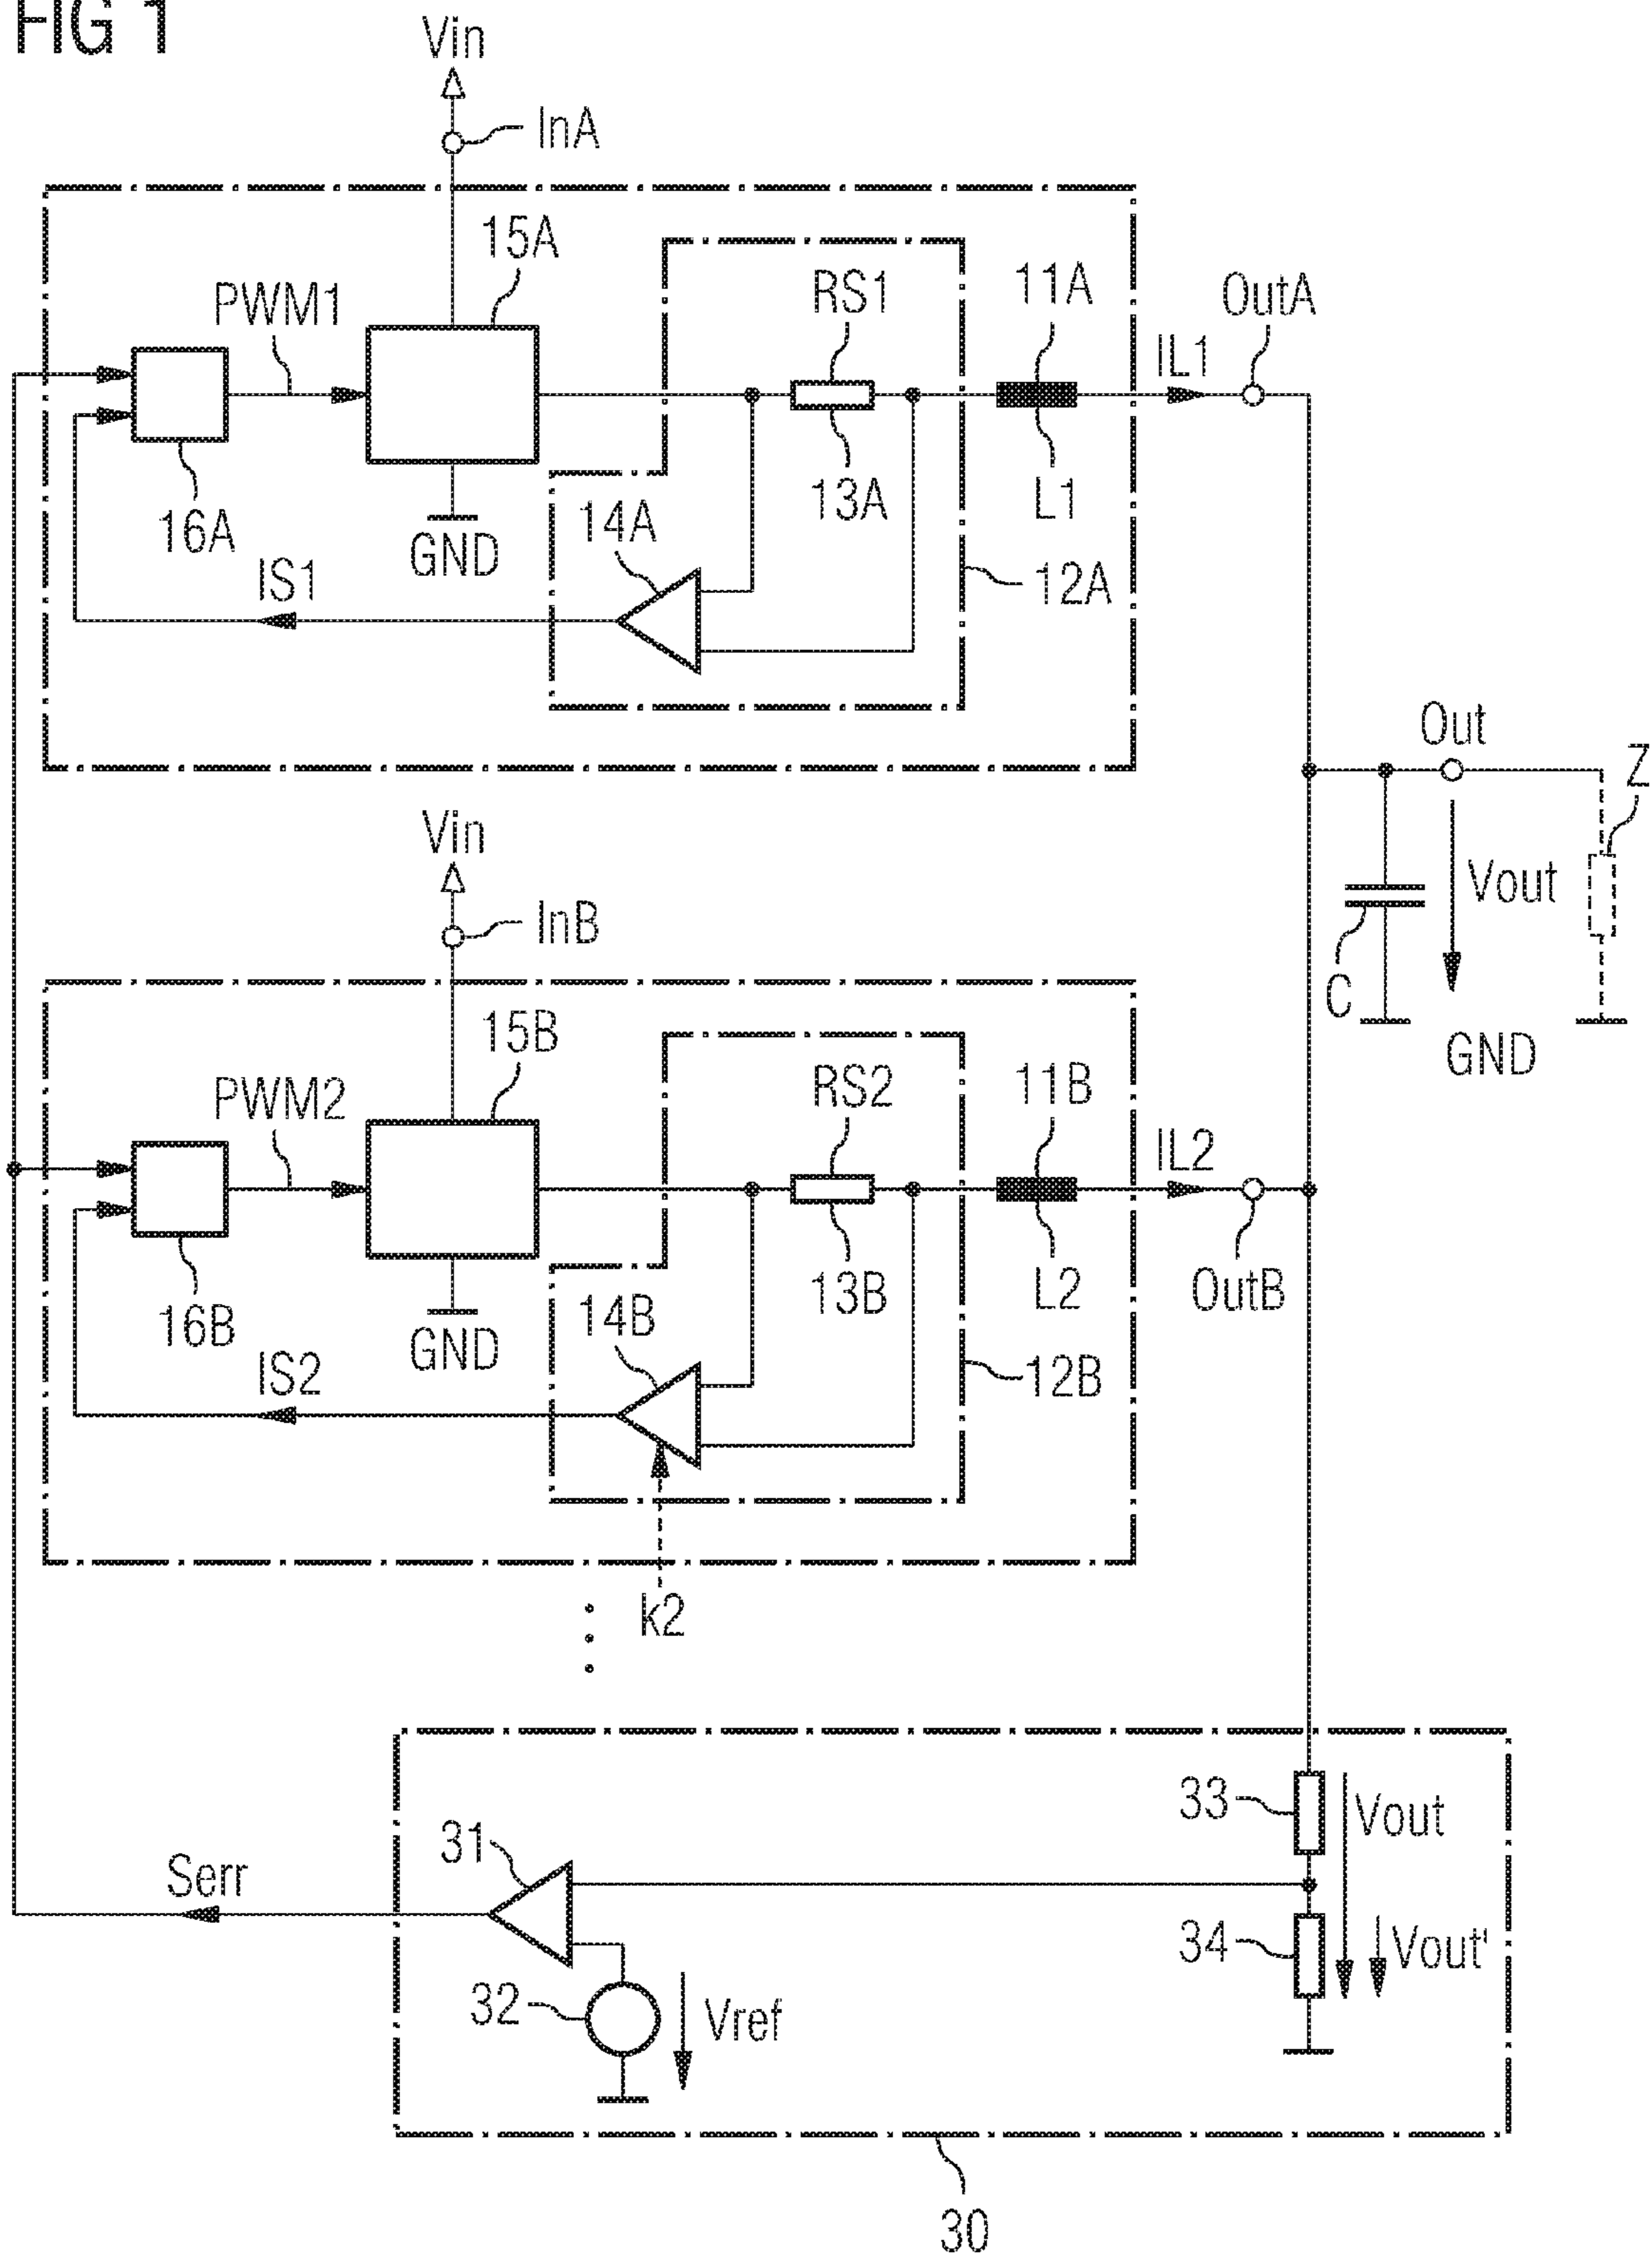 FIG 1
Vin
InA
15A
PWM1
RS1
11A
OutA
IL1
16A
GND
14A
13A
L1
IS1
12A
Out
Z
Vin
InB
Vout
C
GND
15B
PWM2
RS2
11B
IL2
16B
GND
14B
13B
L2
OutB
IS2
12B
k2
33
Vout
31
Serr
34
Vout'
32
Vref
30